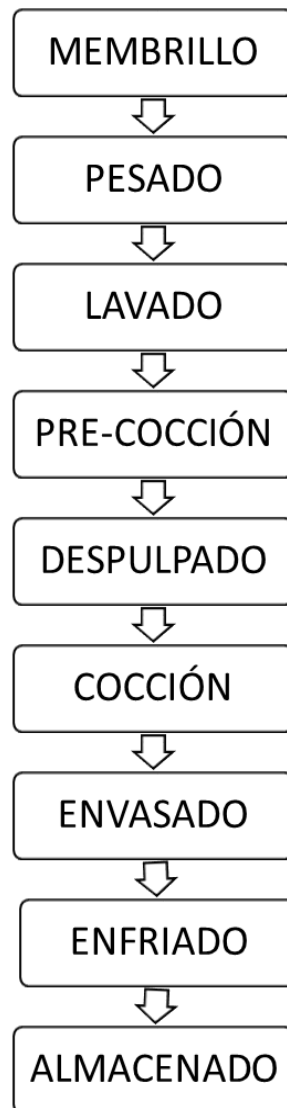 MEMBRILLO
PESADO
LAVADO
PRE-COCCIÓN
DESPULPADO
COCCIÓN
ENVASADO
ENFRIADO
ALMACENADO